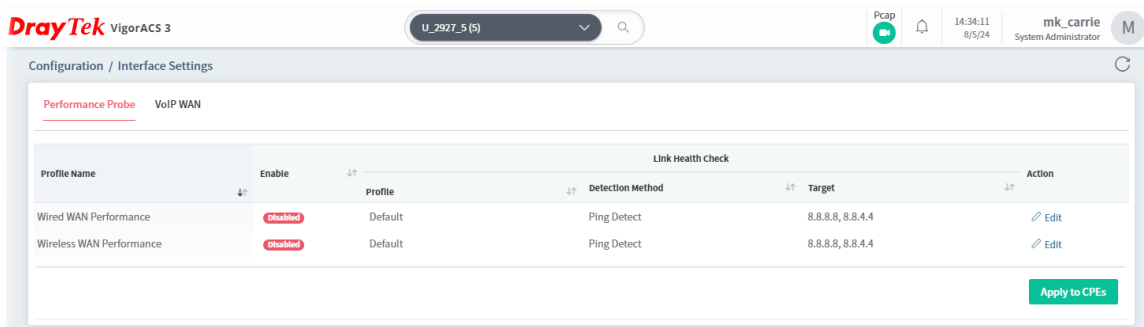 DrayTek VigorACS 3
U_2927_5 (5)
Pcap
14:34:11
8/5/24
mk_carrie
System Administrator
M
Configuration / Interface Settings
Performance Probe VoIP WAN
Link Health Check
Profile Name Enable Action
Profile Detection Method Target
Wired WAN Performance Disabled Default Ping Detect 8.8.8.8, 8.8.4.4 Edit
Wireless WAN Performance Disabled Default Ping Detect 8.8.8.8, 8.8.4.4 Edit
Apply to CPEs